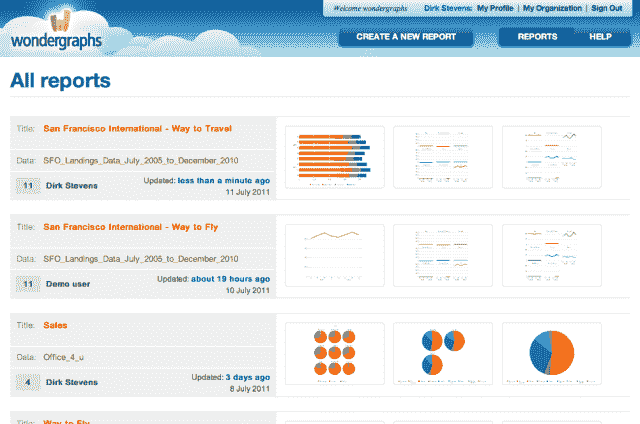 Welcome wondergraphs Dirk Stevens: My Profile | My Organization | Sign Out
wondergraphs
CREATE A NEW REPORT REPORTS HELP
All reports
Title: San Francisco International - Way to Travel
Data: SFO_Landings_Data_July_2005_to_December_2010
11 Dirk Stevens Updated: less than a minute ago
11 July 2011
Title: San Francisco International - Way to Fly
Data: SFO_Landings_Data_July_2005_to_December_2010
11 Demo user Updated: about 19 hours ago
10 July 2011
Title: Sales
Data: Office_4_u
4 Dirk Stevens Updated: 3 days ago
8 July 2011
Title: Way to Fly